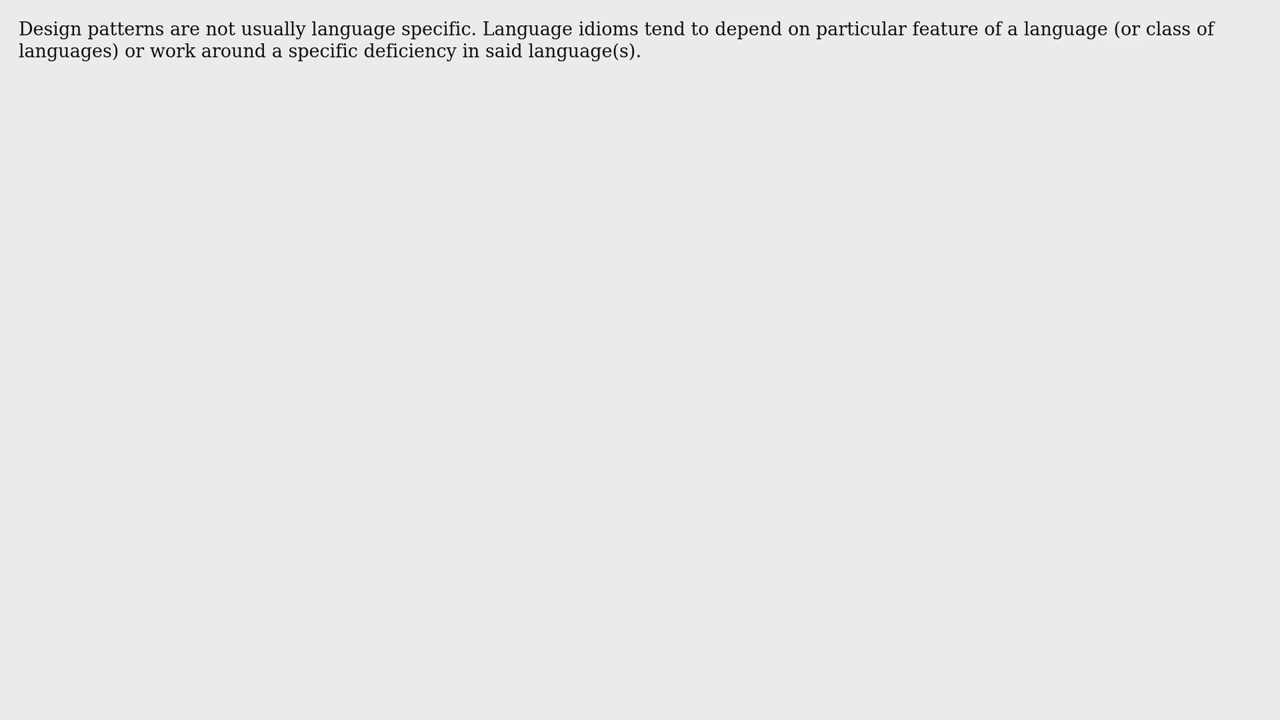 Design patterns are not usually language specific. Language idioms tend to depend on particular feature of a language (or class of
languages) or work around a specific deficiency in said language(s).